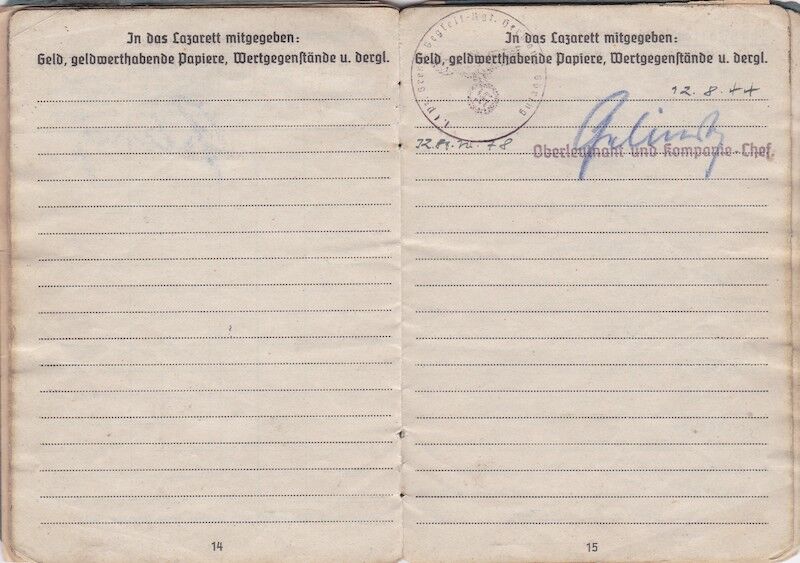 In das Lazarett mitgegeben:
Geld, geldwerthabende Papiere, Wertgegenstände u. dergl.
14
In das Lazarett mitgegeben:
Geld, geldwerthabende Papiere, Wertgegenstände u. dergl.
12.8.44
Oberleutnant und Kompanie-Chef.
15